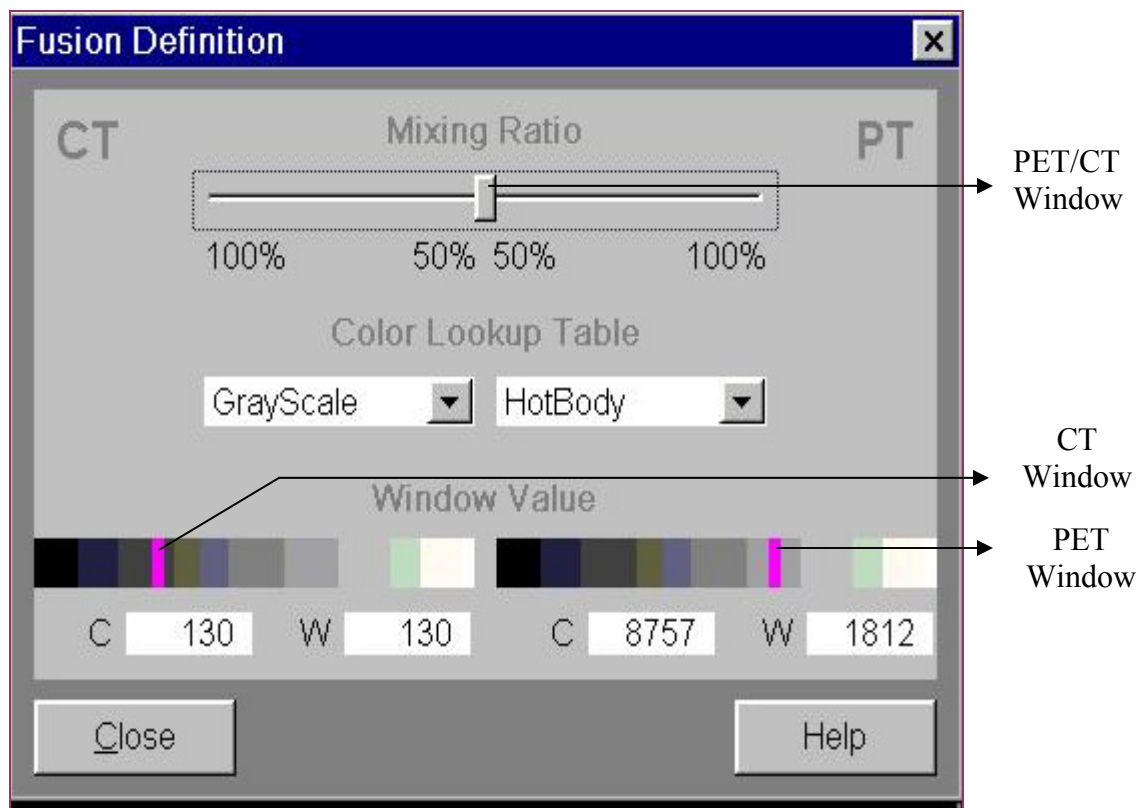 Fusion Definition
CT
Mixing Ratio
PT
100%
50%
50%
100%
Color Lookup Table
GrayScale
HotBody
Window Value
C
130
W
130
C
8757
W
1812
Close
Help
PET/CT
Window
CT
Window
PET
Window